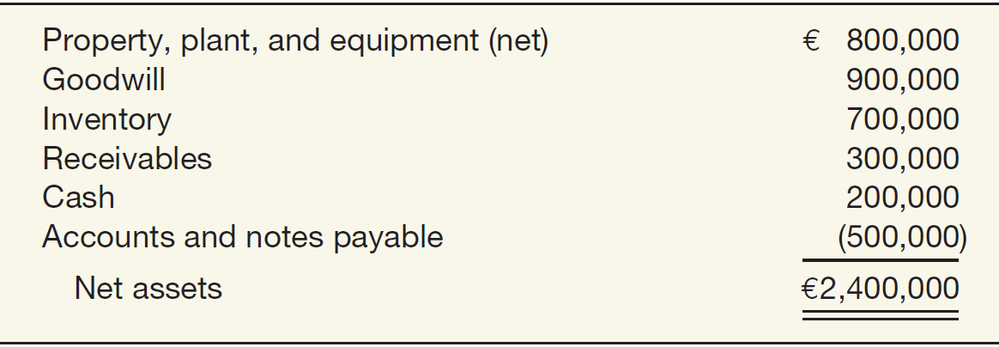 Property, plant, and equipment (net) € 800,000
Goodwill 900,000
Inventory 700,000
Receivables 300,000
Cash 200,000
Accounts and notes payable (500,000)
Net assets €2,400,000